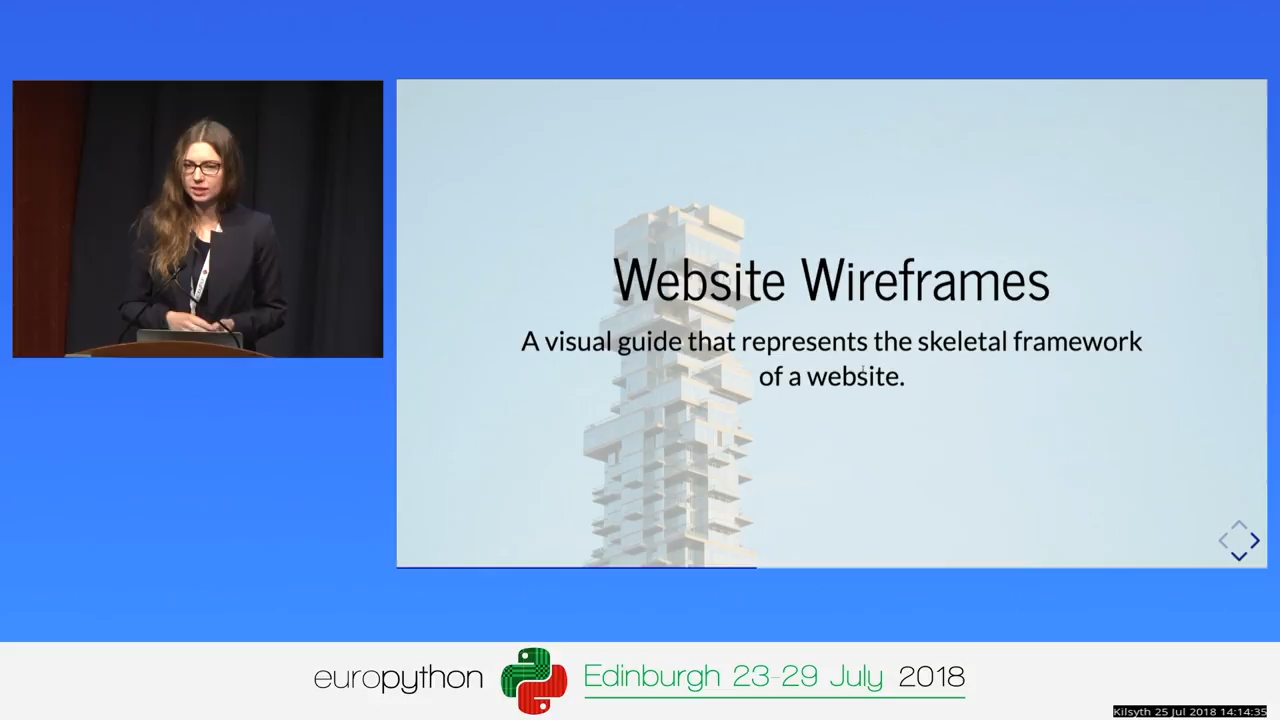 Website Wireframes
A visual guide that represents the skeletal framework
of a website.
europython
Edinburgh 23-29 July 2018
Kilsyth 25 Jul 2018 14:14:35